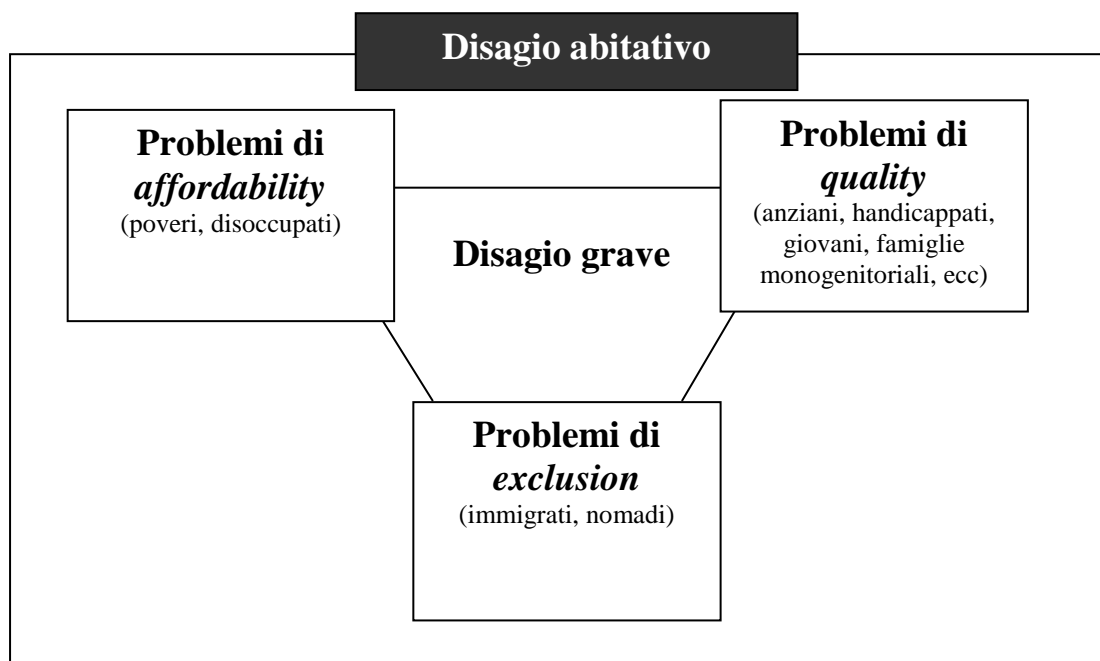 Disagio abitativo
Problemi di
affordability
(poveri, disoccupati)
Problemi di
quality
(anziani, handicappati,
giovani, famiglie
monogenitoriali, ecc)
Disagio grave
Problemi di
exclusion
(immigrati, nomadi)